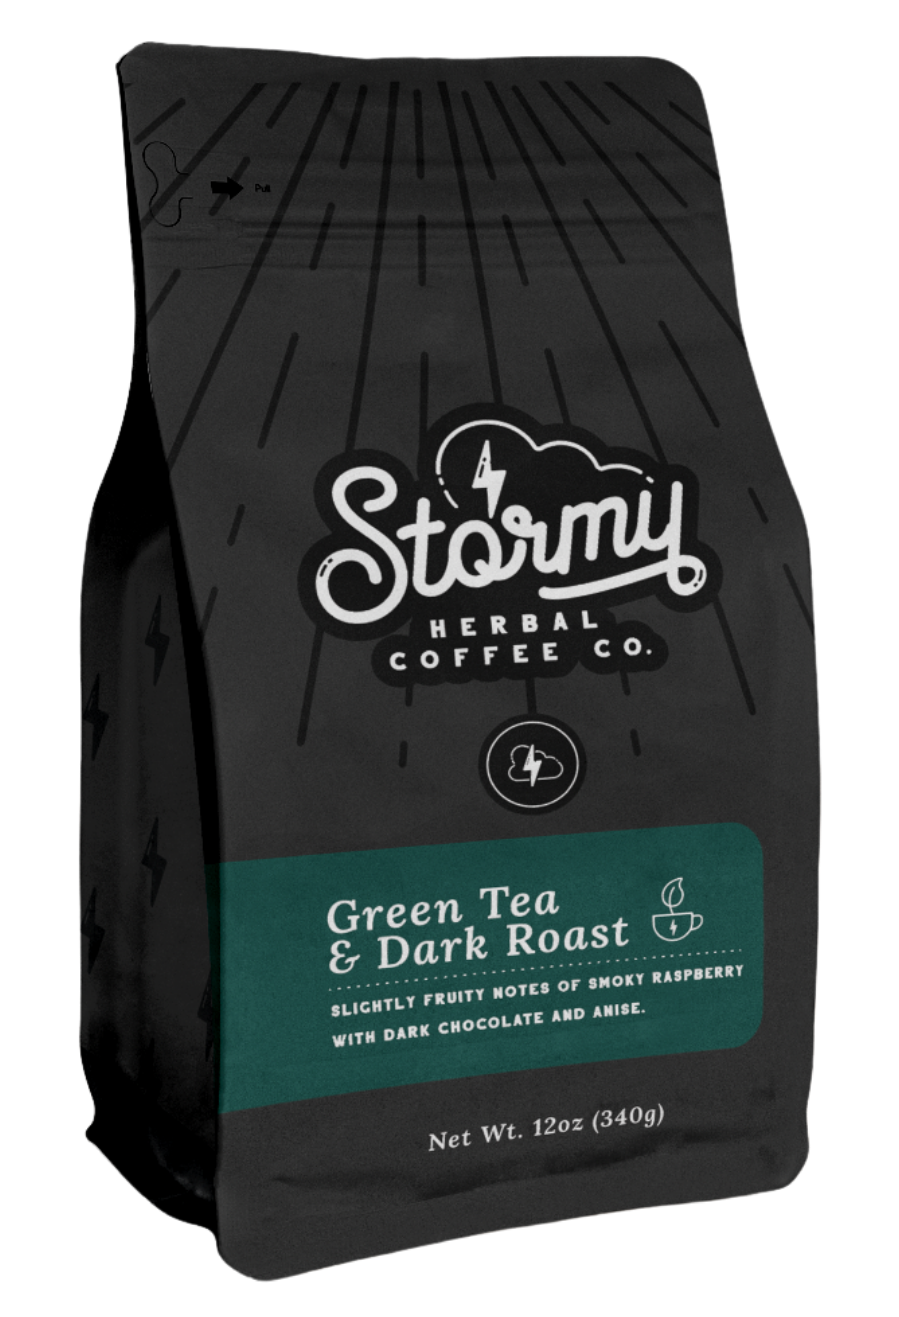 Pull
Stormy
HERBAL
COFFEE CO.
Green Tea
& Dark Roast
SLIGHTLY FRUITY NOTES OF SMOKY RASPBERRY
WITH DARK CHOCOLATE AND ANISE.
Net Wt. 12oz (340g)